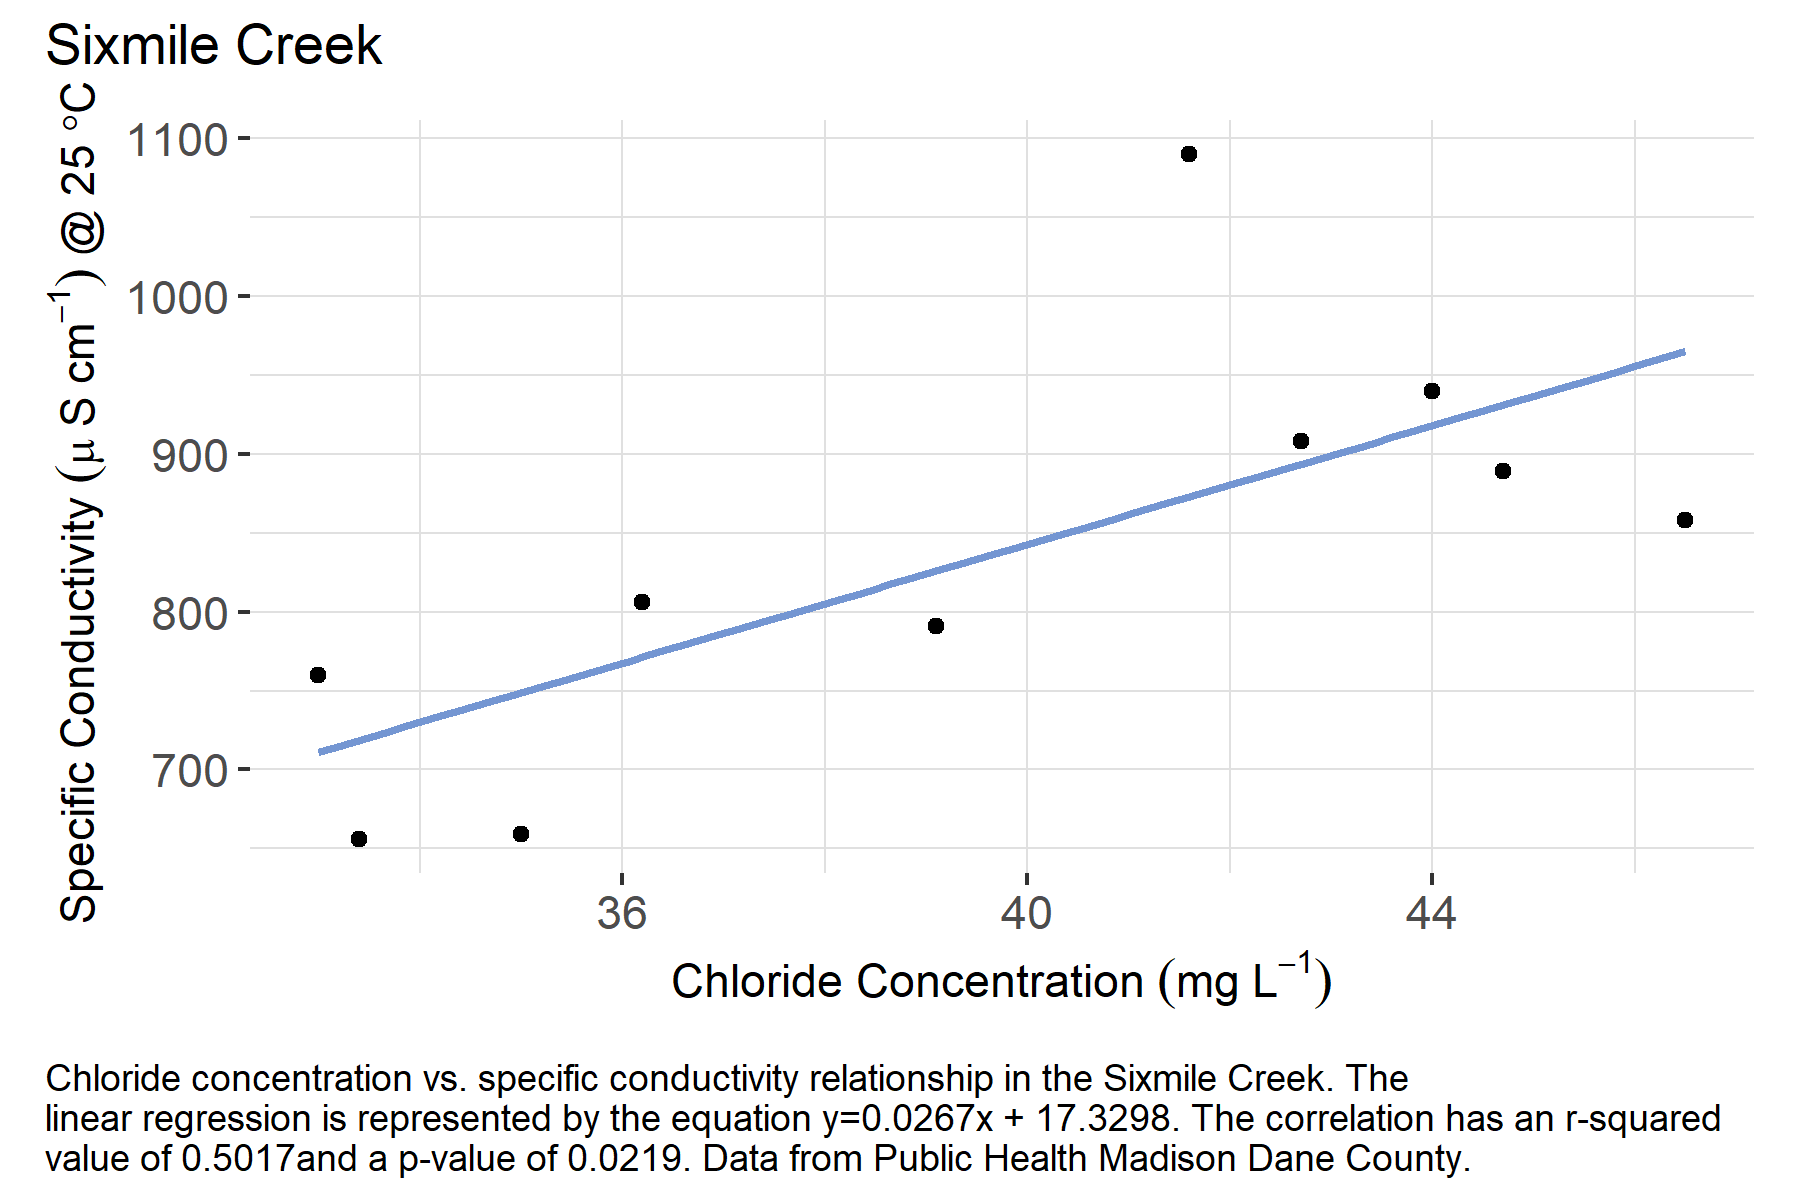 Sixmile Creek
Specific Conductivity (μ S cm⁻¹) @ 25 °C
1100
1000
900
800
700
36 40 44
Chloride Concentration (mg L⁻¹)
Chloride concentration vs. specific conductivity relationship in the Sixmile Creek. The
linear regression is represented by the equation y=0.0267x + 17.3298. The correlation has an r-squared
value of 0.5017and a p-value of 0.0219. Data from Public Health Madison Dane County.